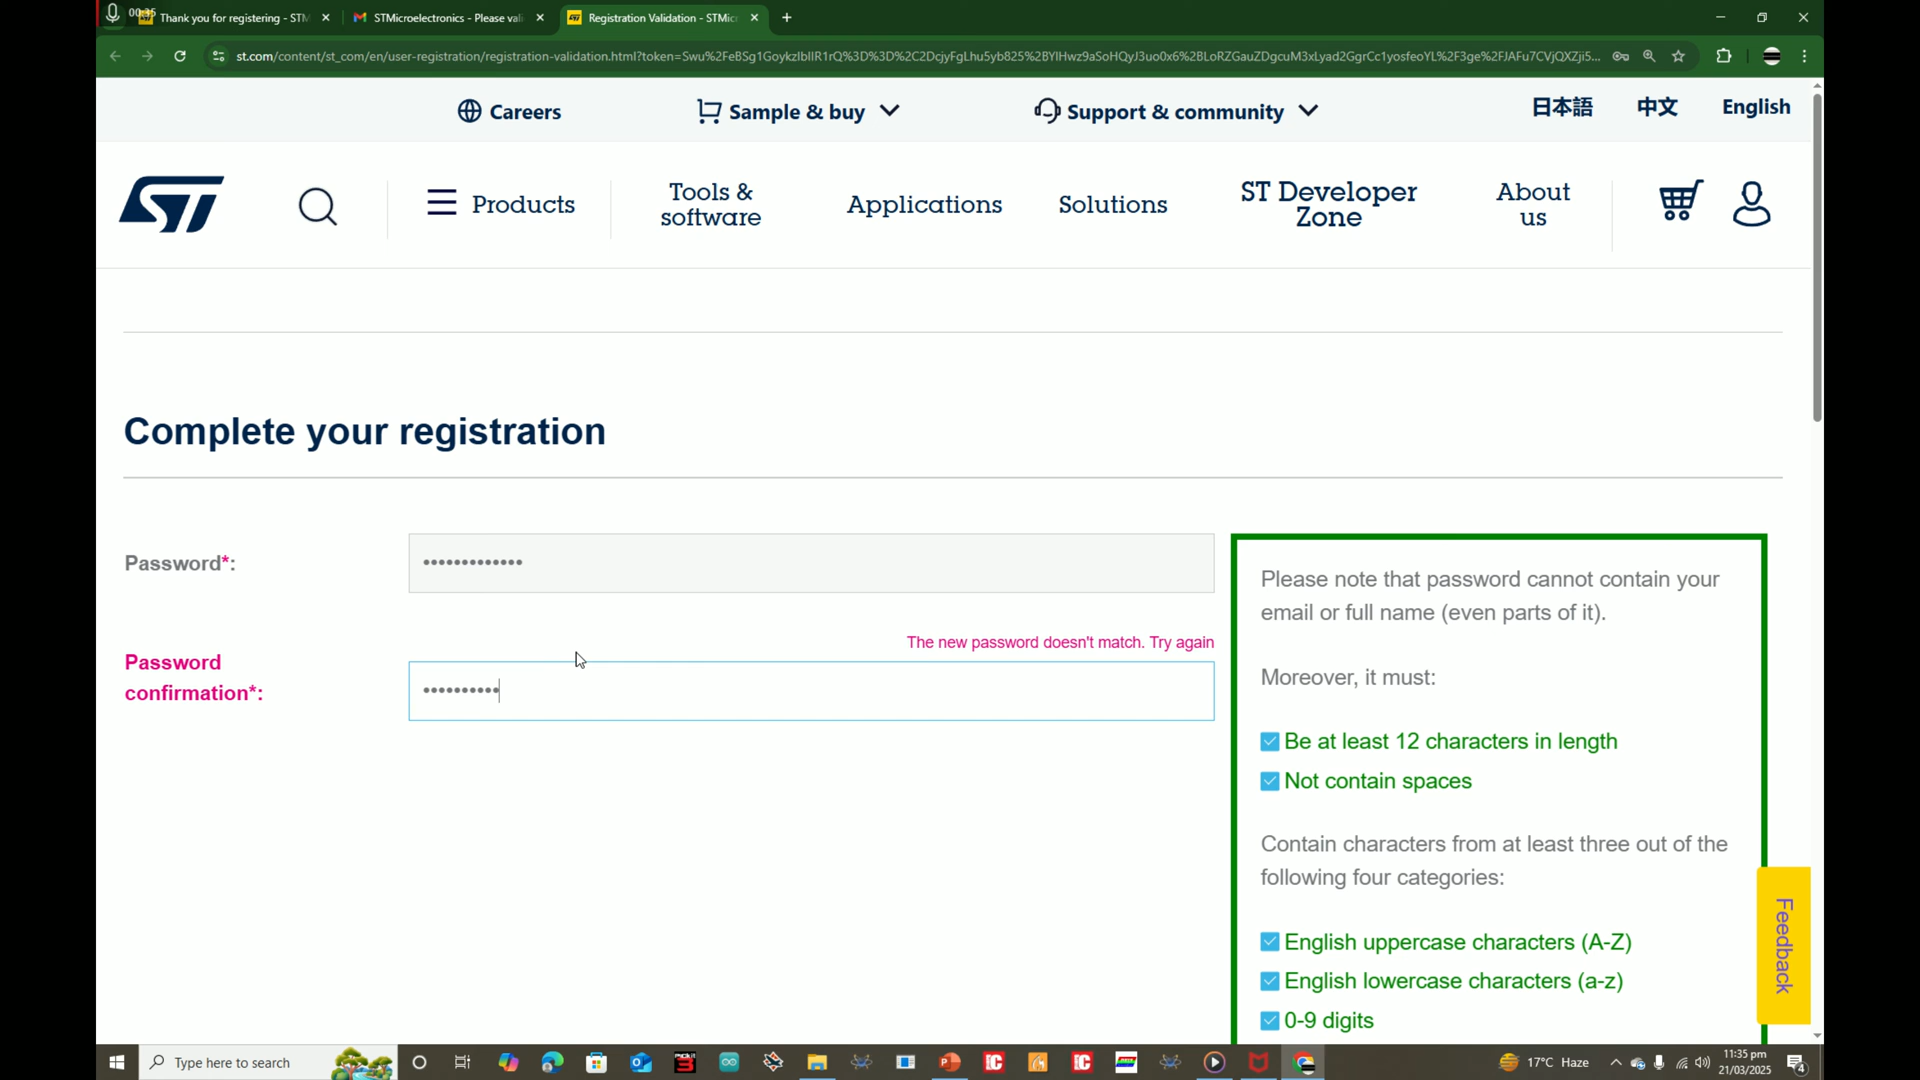 00:35
Thank you for registering - STM
STMicroelectronics - Please vali
Registration Validation - STMic
st.com/content/st_com/en/user-registration/registration-validation.html?
Careers
Sample & buy
Support & community
日本語
中文
English
ST
Products
Tools &
software
Applications
Solutions
ST Developer
Zone
About
us
Complete your registration
Password*:
•••••••••••••
The new password doesn't match. Try again
Password
confirmation*:
••••••••••
Please note that password cannot contain your
email or full name (even parts of it).
Moreover, it must:
Be at least 12 characters in length
Not contain spaces
Contain characters from at least three out of the
following four categories:
English uppercase characters (A-Z)
English lowercase characters (a-z)
0-9 digits
Feedback
Type here to search
17°C Haze
11:35 pm
21/03/2025
4